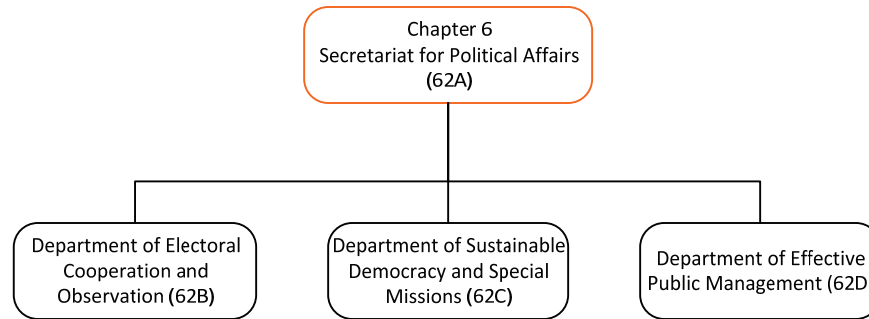 Chapter 6
Secretariat for Political Affairs
(62A)
Department of Electoral
Cooperation and
Observation (62B)
Department of Sustainable
Democracy and Special
Missions (62C)
Department of Effective
Public Management (62D